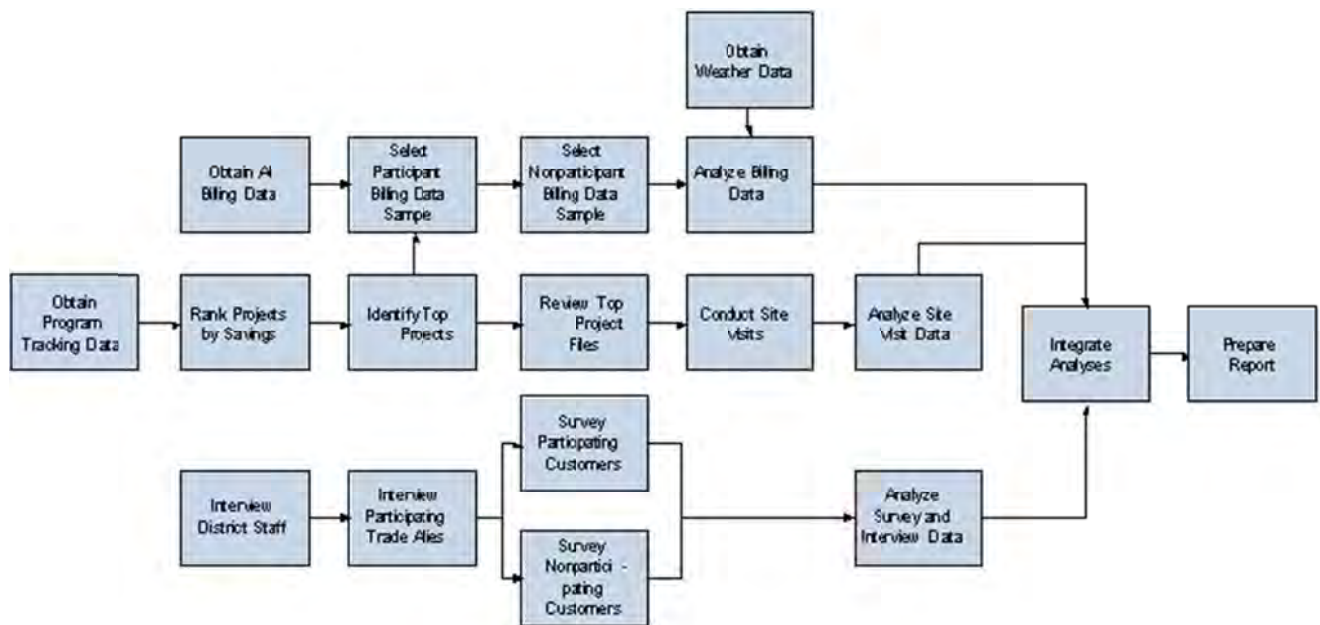 Obtain
Weather Data
Obtain Al
Billing Data
Select
Participant
Billing Data
Sample
Select
Nonparticipant
Billing Data
Sample
Analyze Billing
Data
Obtain
Program
Tracking Data
Rank Projects
by Savings
Identify Top
Projects
Review Top
Project
Files
Conduct Site
Visits
Analyze Site
Visit Data
Integrate
Analyses
Prepare
Report
Survey
Participating
Customers
Interview
District Staff
Interview
Participating
Trade Allies
Analyze
Survey and
Interview Data
Survey
Nonpartici -
pating
Customers